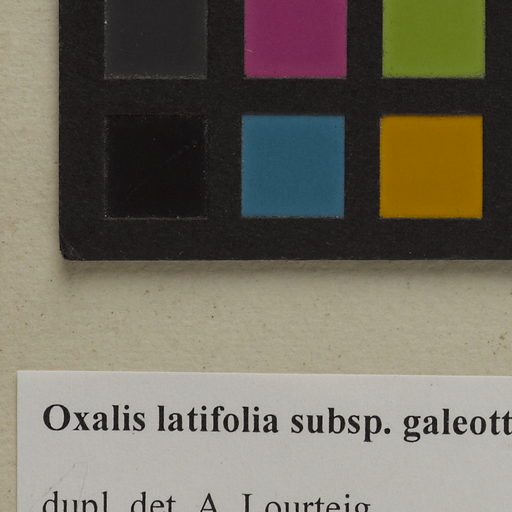 Oxalis latifolia subsp. galeott
dupl. det. A. Lourteig